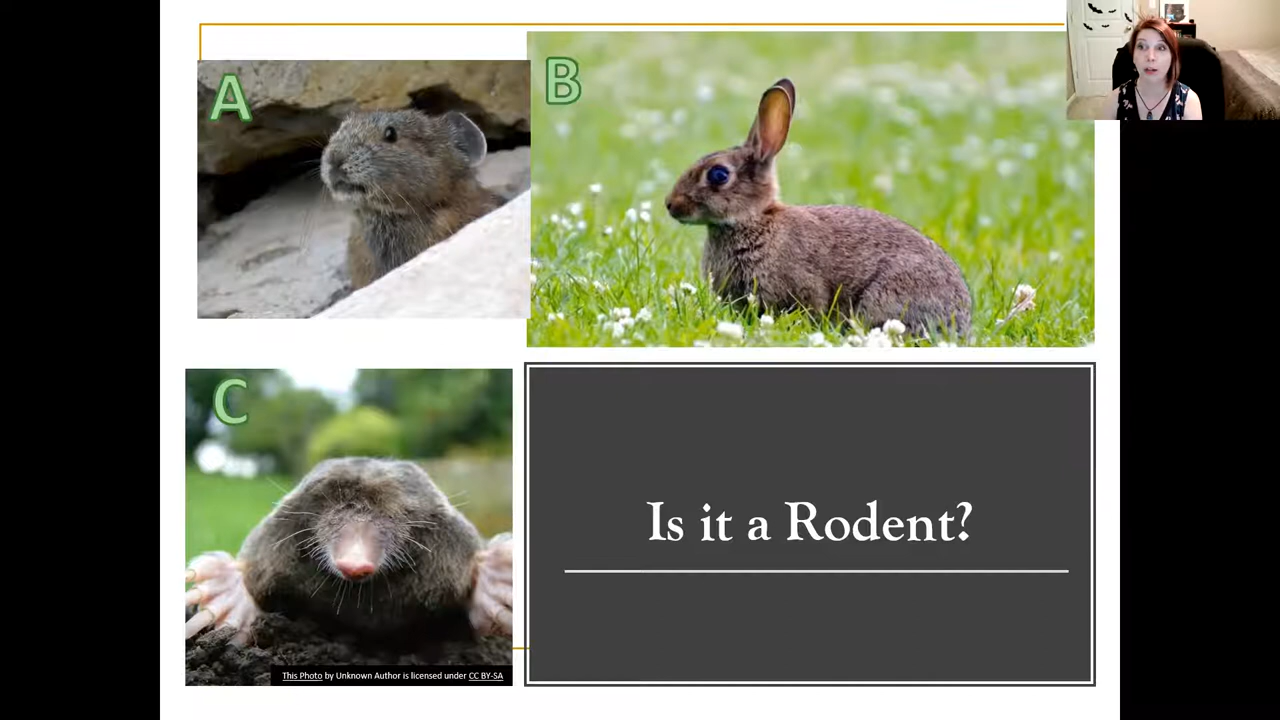 A
B
C
Is it a Rodent?
This Photo by Unknown Author is licensed under CC BY-SA